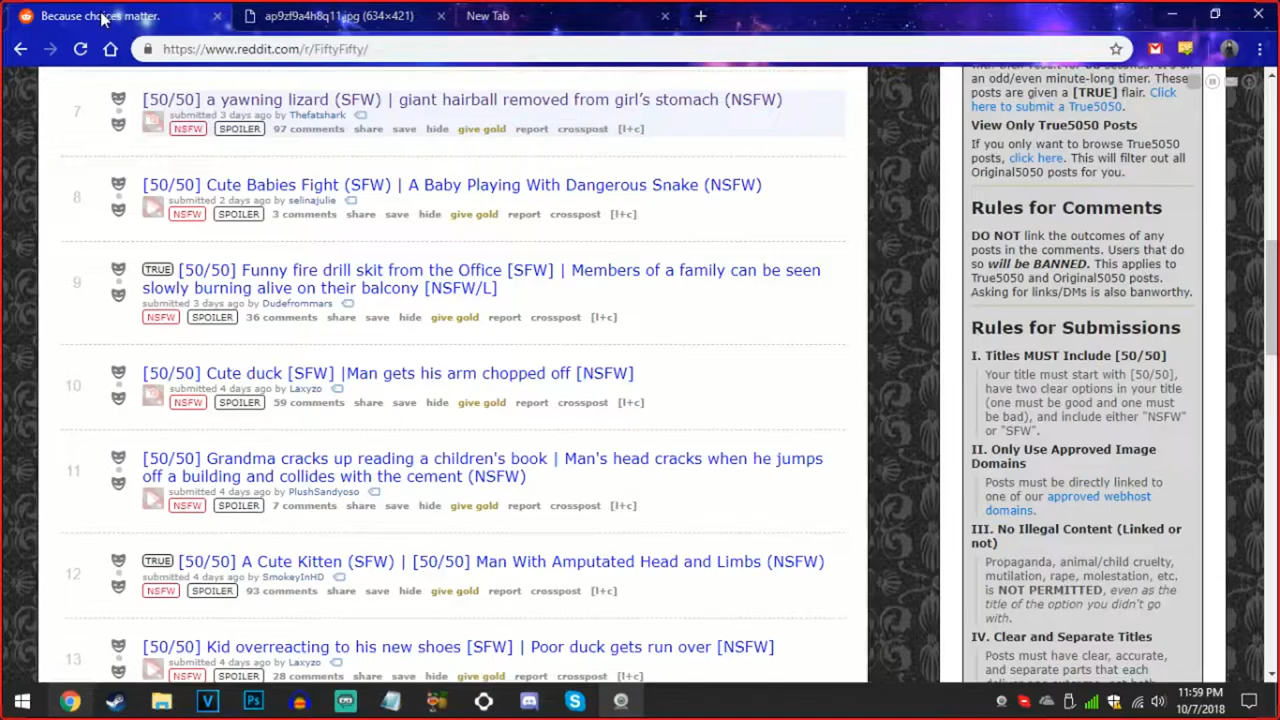 Because choices matter.
ap9zf9a4h8q11.jpg (634×421)
New Tab
https://www.reddit.com/r/FiftyFifty/
7
[50/50] a yawning lizard (SFW) | giant hairball removed from girl's stomach (NSFW)
submitted 3 days ago by Thefatshark
NSFW SPOILER 97 comments share save hide give gold report crosspost [l+c]
8
[50/50] Cute Babies Fight (SFW) | A Baby Playing With Dangerous Snake (NSFW)
submitted 2 days ago by selinajulie
NSFW SPOILER 3 comments share save hide give gold report crosspost [l+c]
9
TRUE [50/50] Funny fire drill skit from the Office [SFW] | Members of a family can be seen
slowly burning alive on their balcony [NSFW/L]
submitted 3 days ago by Dudefrommars
NSFW SPOILER 36 comments share save hide give gold report crosspost [l+c]
10
[50/50] Cute duck [SFW] |Man gets his arm chopped off [NSFW]
submitted 4 days ago by Laxyzo
NSFW SPOILER 59 comments share save hide give gold report crosspost [l+c]
11
[50/50] Grandma cracks up reading a children's book | Man's head cracks when he jumps
off a building and collides with the cement (NSFW)
submitted 4 days ago by PlushSandyoso
NSFW SPOILER 7 comments share save hide give gold report crosspost [l+c]
12
TRUE [50/50] A Cute Kitten (SFW) | [50/50] Man With Amputated Head and Limbs (NSFW)
submitted 4 days ago by SmokeyInHD
NSFW SPOILER 93 comments share save hide give gold report crosspost [l+c]
13
[50/50] Kid overreacting to his new shoes [SFW] | Poor duck gets run over [NSFW]
submitted 4 days ago by Laxyzo
NSFW SPOILER 28 comments share save hide give gold report crosspost [l+c]
an odd/even minute-long timer. These
posts are given a [TRUE] flair. Click
here to submit a True5050.
View Only True5050 Posts
If you only want to browse True5050
posts, click here. This will filter out all
Original5050 posts for you.
Rules for Comments
DO NOT link the outcomes of any
posts in the comments. Users that do
so will be BANNED. This applies to
True5050 and Original5050 posts.
Asking for links/DMs is also banworthy.
Rules for Submissions
I. Titles MUST Include [50/50]
Your title must start with [50/50],
have two clear options in your title
(one must be good and one must
be bad), and include either "NSFW"
or "SFW".
II. Only Use Approved Image
Domains
Posts must be directly linked to
one of our approved webhost
domains.
III. No Illegal Content (Linked or
not)
Propaganda, animal/child cruelty,
mutilation, rape, molestation, etc.
is NOT PERMITTED, even as the
title of the option you didn't go
with.
IV. Clear and Separate Titles
Posts must have clear, accurate,
and separate parts that each
11:59 PM
10/7/2018